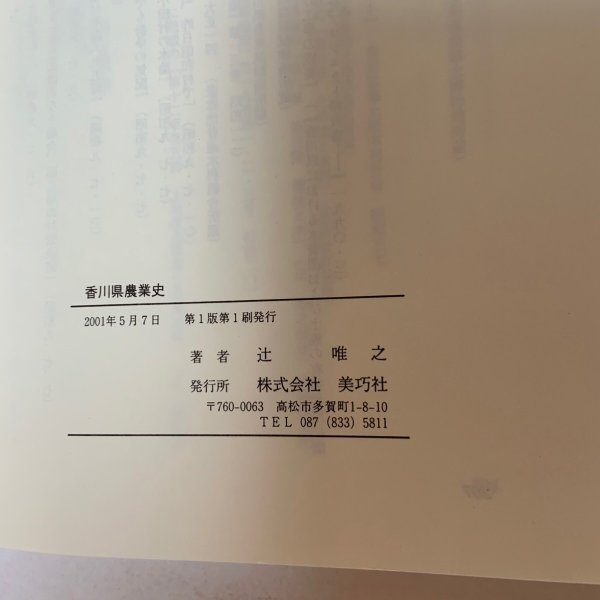 香川県農業史
2001年5月7日 第1版第1刷発行
著者 辻 唯之
発行所 株式会社 美巧社
〒760-0063 高松市多賀町1-8-10
TEL 087 (833) 5811